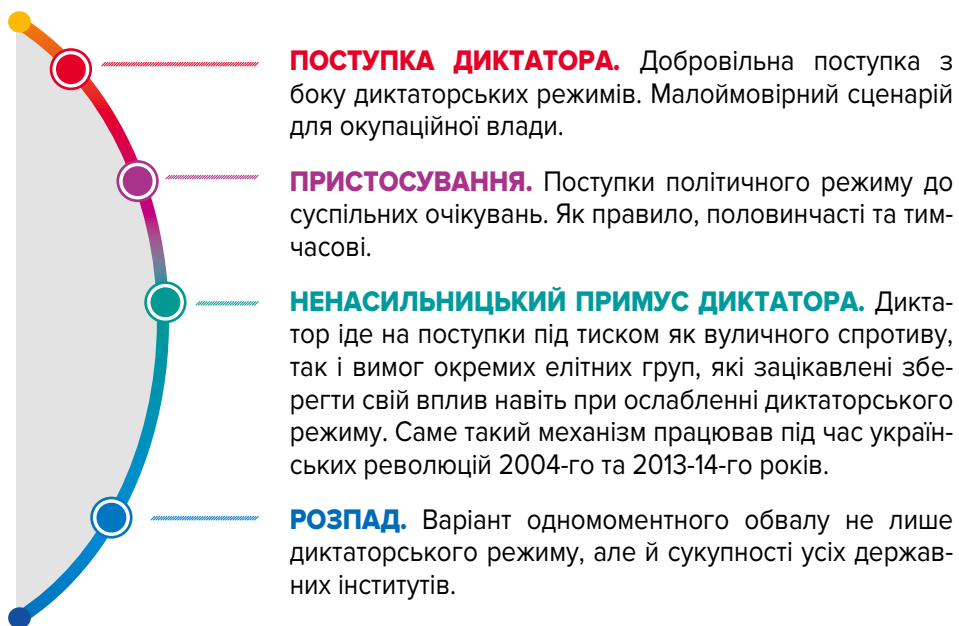 ПОСТУПКА ДИКТАТОРА. Добровільна поступка з
боку диктаторських режимів. Малоймовірний сценарій
для окупаційної влади.
ПРИСТОСУВАННЯ. Поступки політичного режиму до
суспільних очікувань. Як правило, половинчасті та тим-
часові.
НЕНАСИЛЬНИЦЬКИЙ ПРИМУС ДИКТАТОРА. Дикта-
тор іде на поступки під тиском як вуличного спротиву,
так і вимог окремих елітних груп, які зацікавлені збе-
регти свій вплив навіть при ослабленні диктаторського
режиму. Саме такий механізм працював під час україн-
ських революцій 2004-го та 2013-14-го років.
РОЗПАД. Варіант одномоментного обвалу не лише
диктаторського режиму, але й сукупності усіх держав-
них інститутів.